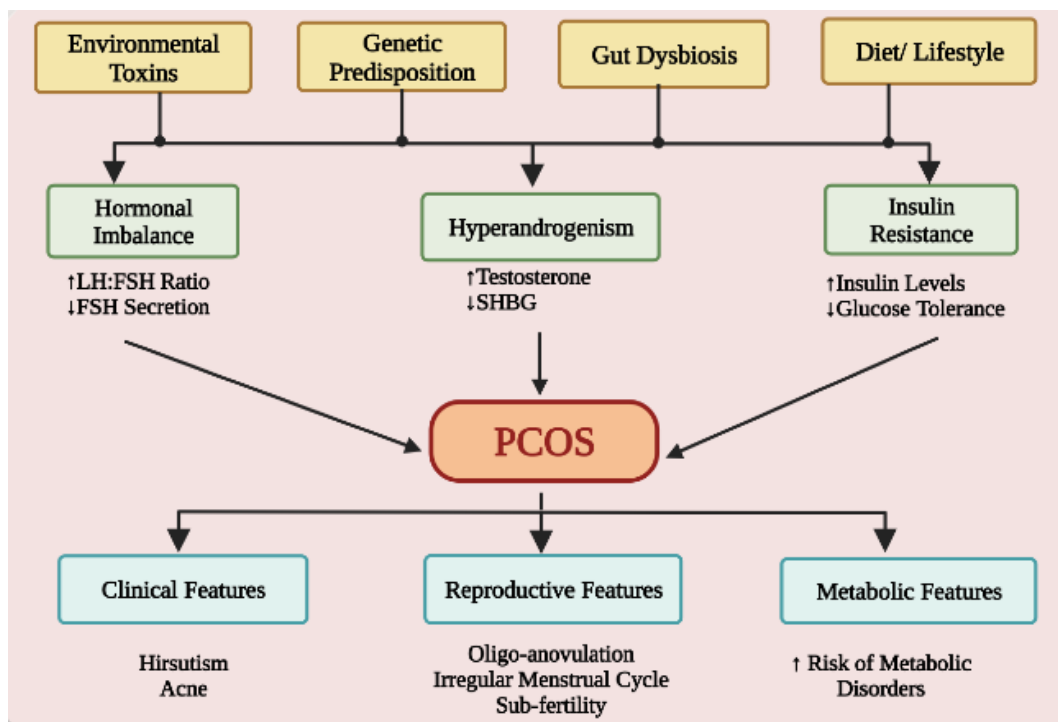 Environmental
Toxins
Genetic
Predisposition
Gut Dysbiosis
Diet/ Lifestyle
Hormonal
Imbalance
↑LH:FSH Ratio
↓FSH Secretion
Hyperandrogenism
↑Testosterone
↓SHBG
Insulin
Resistance
↑Insulin Levels
↓Glucose Tolerance
PCOS
Clinical Features
Hirsutism
Acne
Reproductive Features
Oligo-anovulation
Irregular Menstrual Cycle
Sub-fertility
Metabolic Features
↑ Risk of Metabolic
Disorders